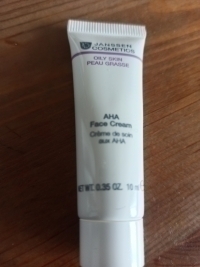 JANSSEN
COSMETICS
OILY SKIN
PEAU GRASSE
AHA
Face Cream
Crème de soin
aux AHA
NET WT. 0.35 OZ. 10